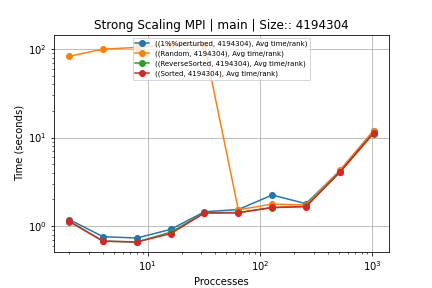 Strong Scaling MPI | main | Size:: 4194304
((1%%perturbed, 4194304), Avg time/rank)
((Random, 4194304), Avg time/rank)
((ReverseSorted, 4194304), Avg time/rank)
((Sorted, 4194304), Avg time/rank)
Time (seconds)
10²
10¹
10⁰
10¹ 10² 10³
Proccesses